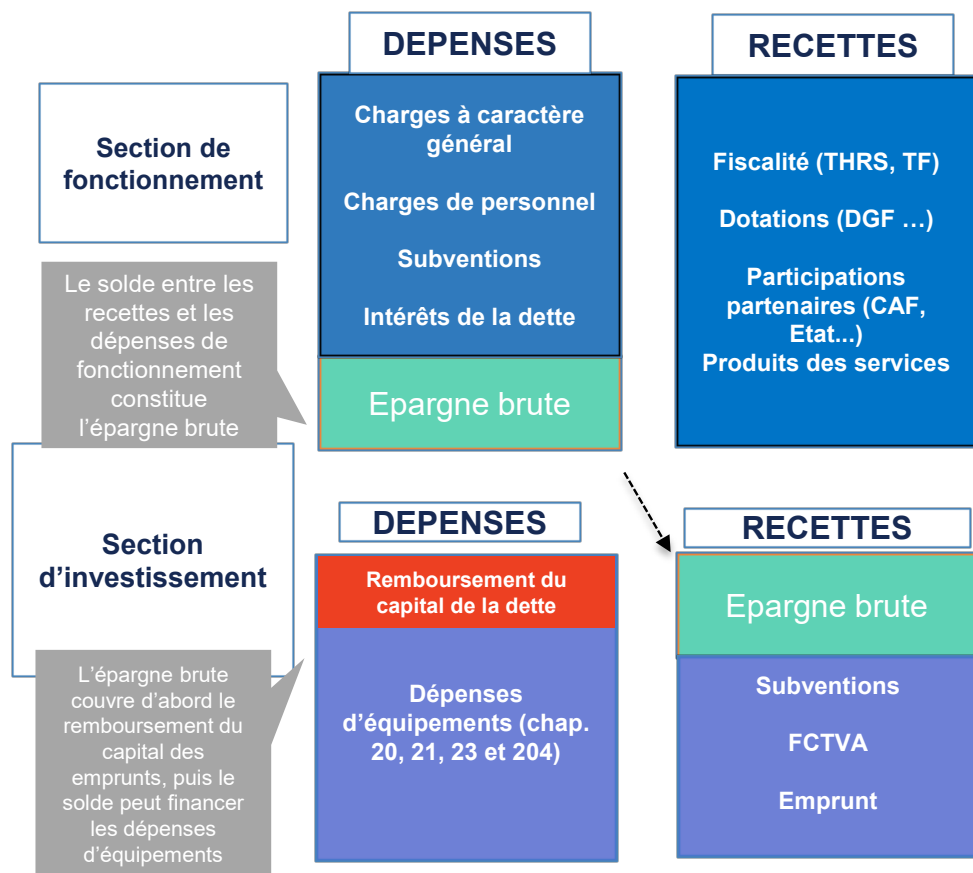 DEPENSES
RECETTES
Section de
fonctionnement
Charges à caractère
général
Charges de personnel
Subventions
Intérêts de la dette
Epargne brute
Fiscalité (THRS, TF)
Dotations (DGF ...)
Participations
partenaires (CAF,
Etat...)
Produits des services
Le solde entre les
recettes et les
dépenses de
fonctionnement
constitue
l'épargne brute
Section
d'investissement
DEPENSES
RECETTES
Remboursement du
capital de la dette
Dépenses
d'équipements (chap.
20, 21, 23 et 204)
Epargne brute
Subventions
FCTVA
Emprunt
L'épargne brute
couvre d'abord le
remboursement du
capital des
emprunts, puis le
solde peut financer
les dépenses
d'équipements